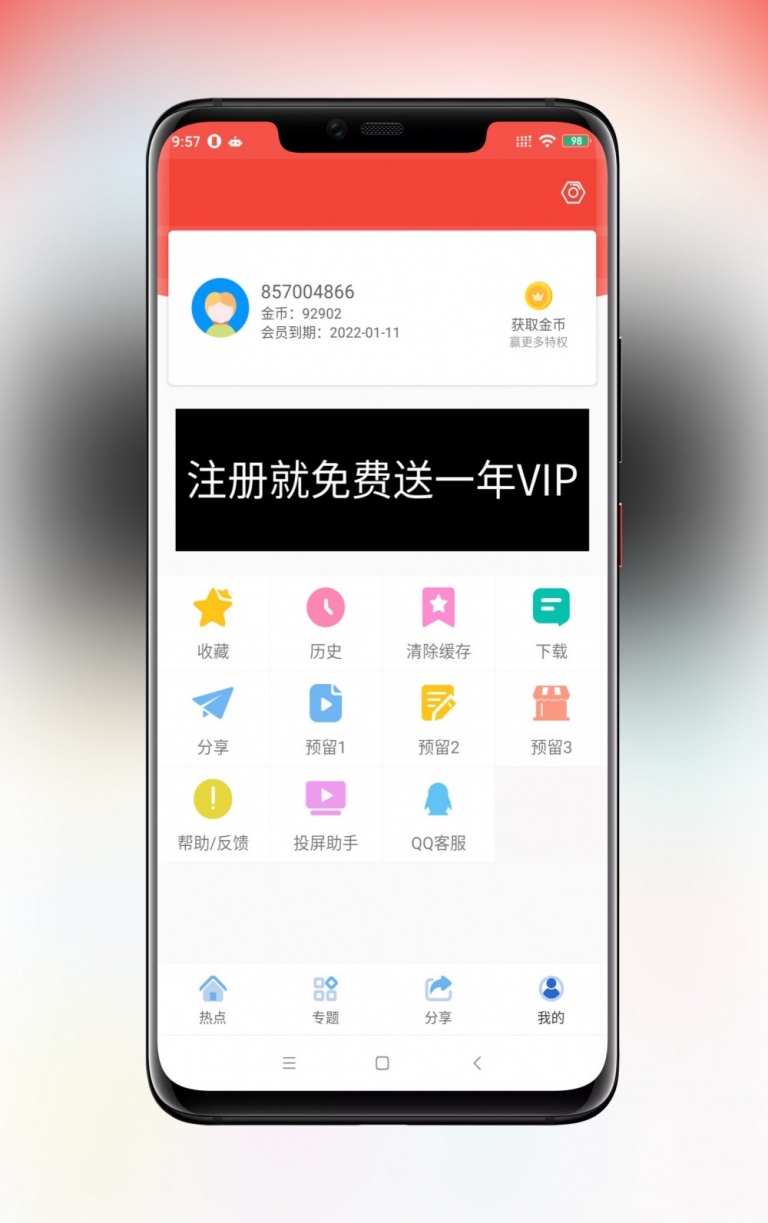 9:57
98
857004866
金币：92902
会员到期：2022-01-11
获取金币
赢更多特权
注册就免费送一年VIP
收藏
历史
清除缓存
下载
分享
预留1
预留2
预留3
帮助/反馈
投屏助手
QQ客服
热点
专题
分享
我的